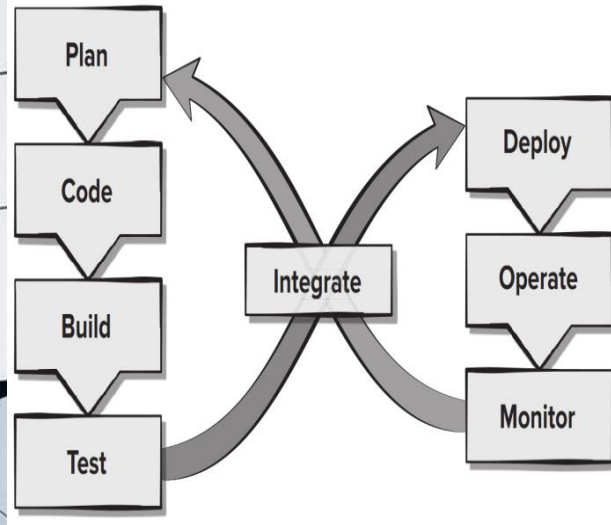 Plan
Code
Build
Test
Integrate
Deploy
Operate
Monitor